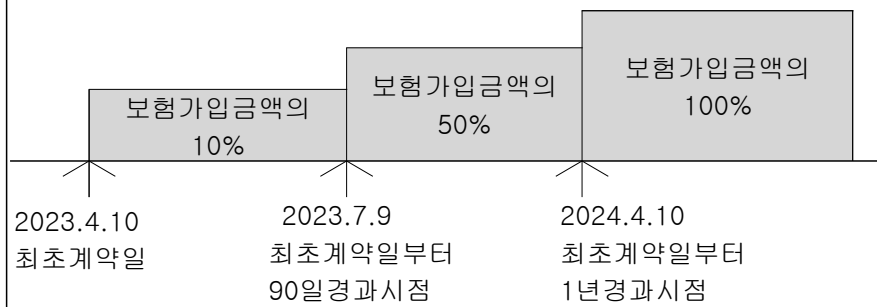 보험가입금액의
10%
보험가입금액의
50%
보험가입금액의
100%
2023.4.10
최초계약일
2023.7.9
최초계약일부터
90일경과시점
2024.4.10
최초계약일부터
1년경과시점